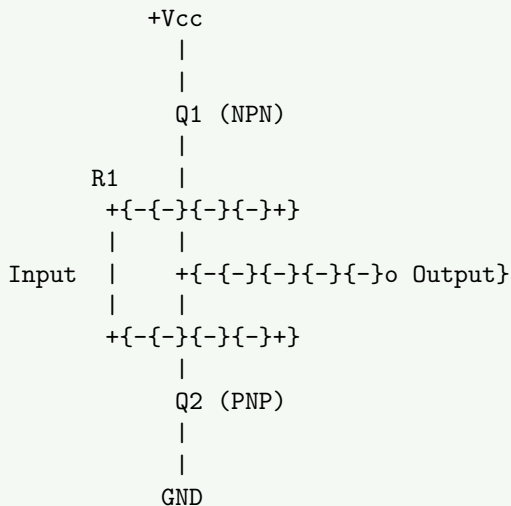 +Vcc
|
|
Q1 (NPN)
|
R1 |
+{-{-}{-}{-}+}
| |
Input | +{-{-}{-}{-}{-}o Output}
| |
+{-{-}{-}{-}+}
|
Q2 (PNP)
|
|
GND